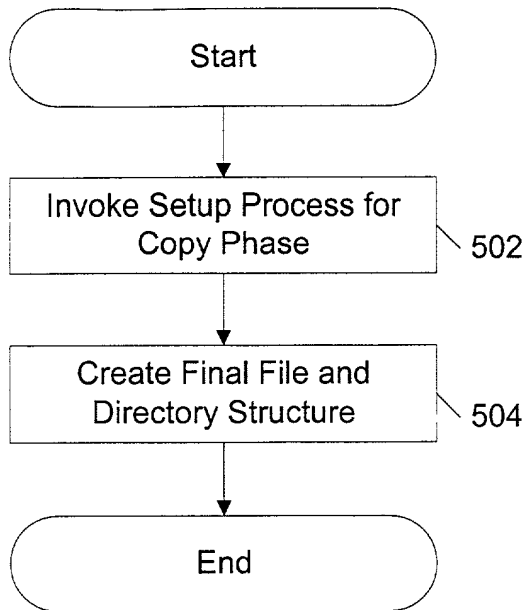 Start
Invoke Setup Process for
Copy Phase
502
Create Final File and
Directory Structure
504
End